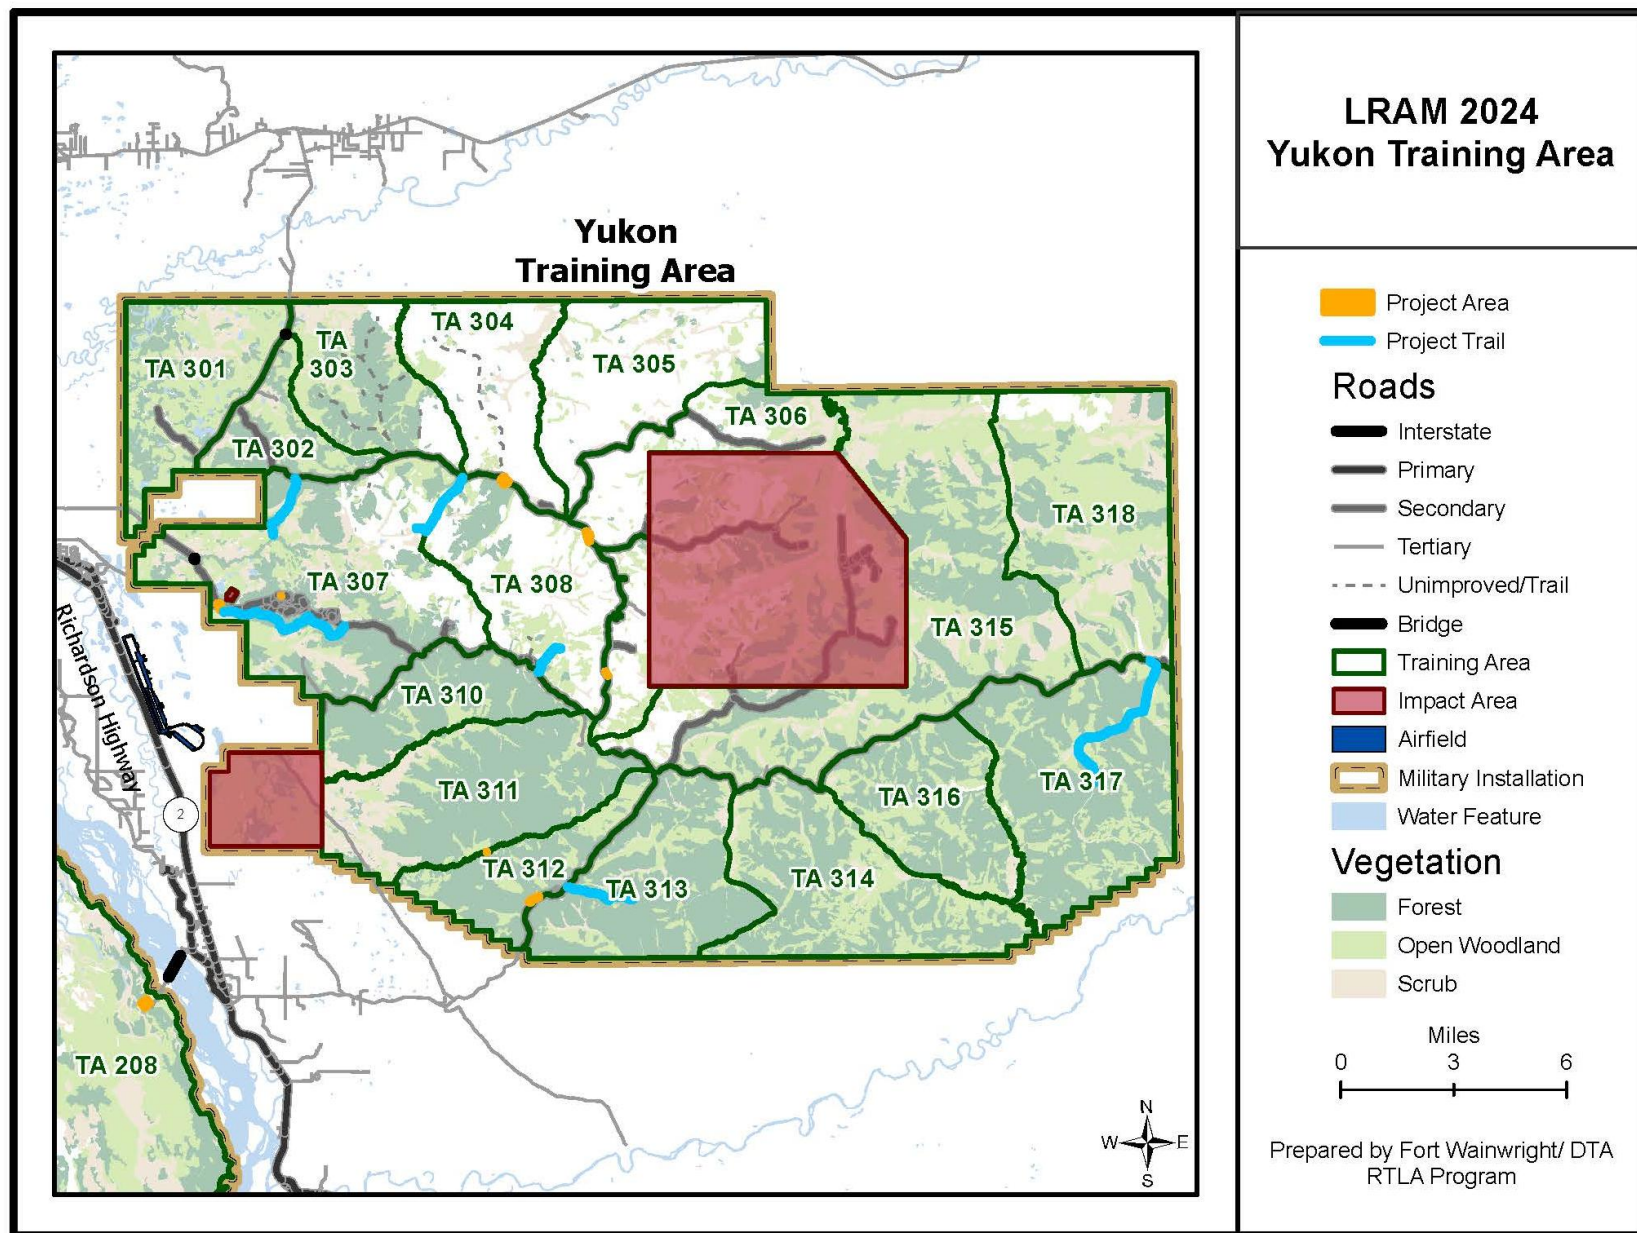 LRAM 2024
Yukon Training Area
Yukon
Training Area
TA 301
TA
303
TA 304
TA 305
TA 306
TA 302
TA 318
TA 307
TA 308
TA 315
TA 310
TA 311
TA 316
TA 317
TA 312
TA 313
TA 314
TA 208
Richardson Highway
2
N
W
E
S
Project Area
Project Trail
Roads
Interstate
Primary
Secondary
Tertiary
Unimproved/Trail
Bridge
Training Area
Impact Area
Airfield
Military Installation
Water Feature
Vegetation
Forest
Open Woodland
Scrub
Miles
0 3 6
Prepared by Fort Wainwright/ DTA
RTLA Program